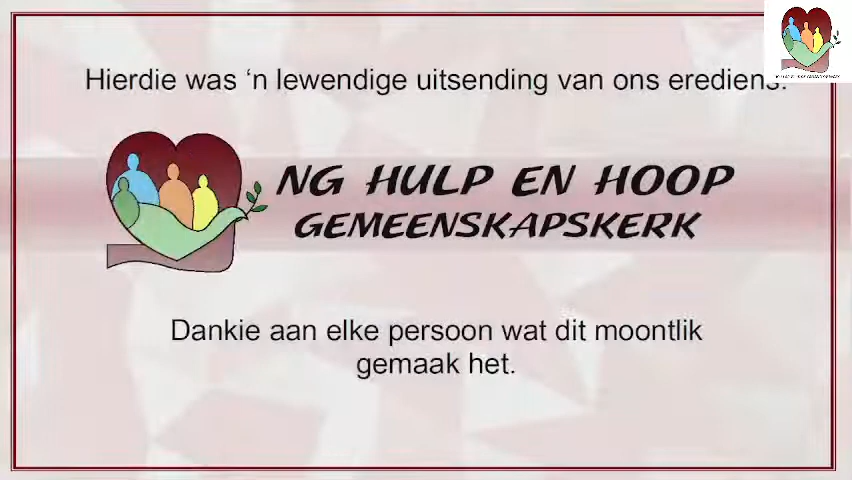 Hierdie was ‘n lewendige uitsending van ons erediens.
NG HULP EN HOOP
GEMEENSKAPSKERK
Dankie aan elke persoon wat dit moontlik
gemaak het.